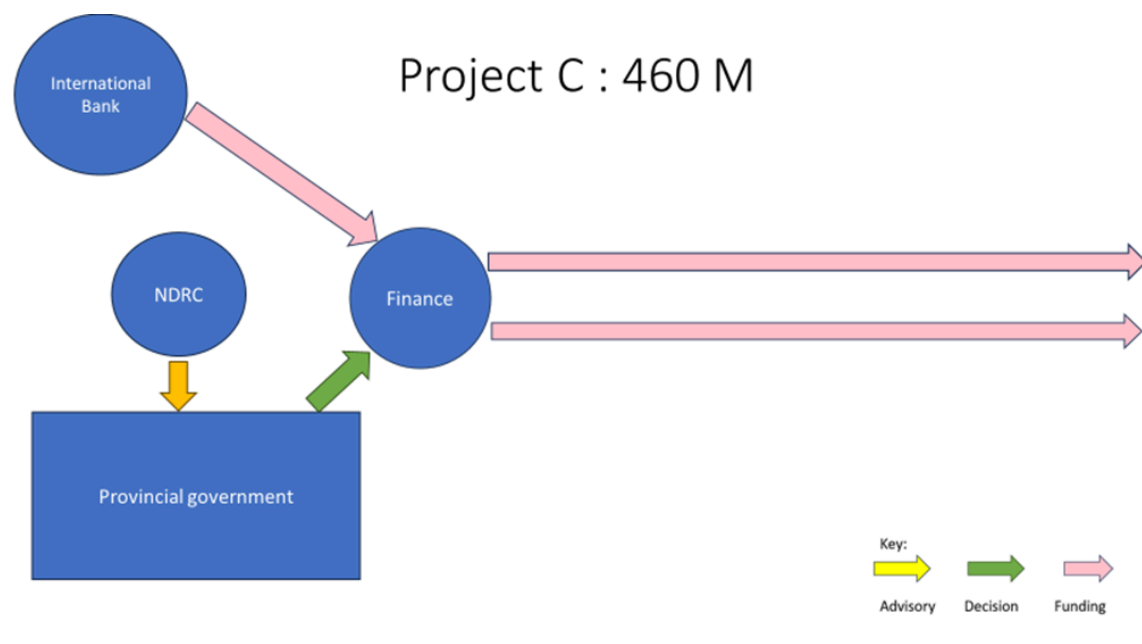 Project C : 460 M
International
Bank
NDRC
Finance
Provincial government
Key:
Advisory
Decision
Funding